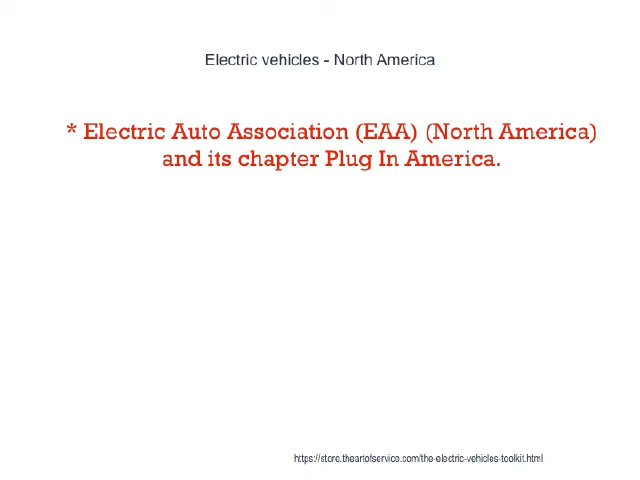 Electric vehicles - North America
* Electric Auto Association (EAA) (North America)
and its chapter Plug In America.
https://store.theartofservice.com/the-electric-vehicles-toolkit.html